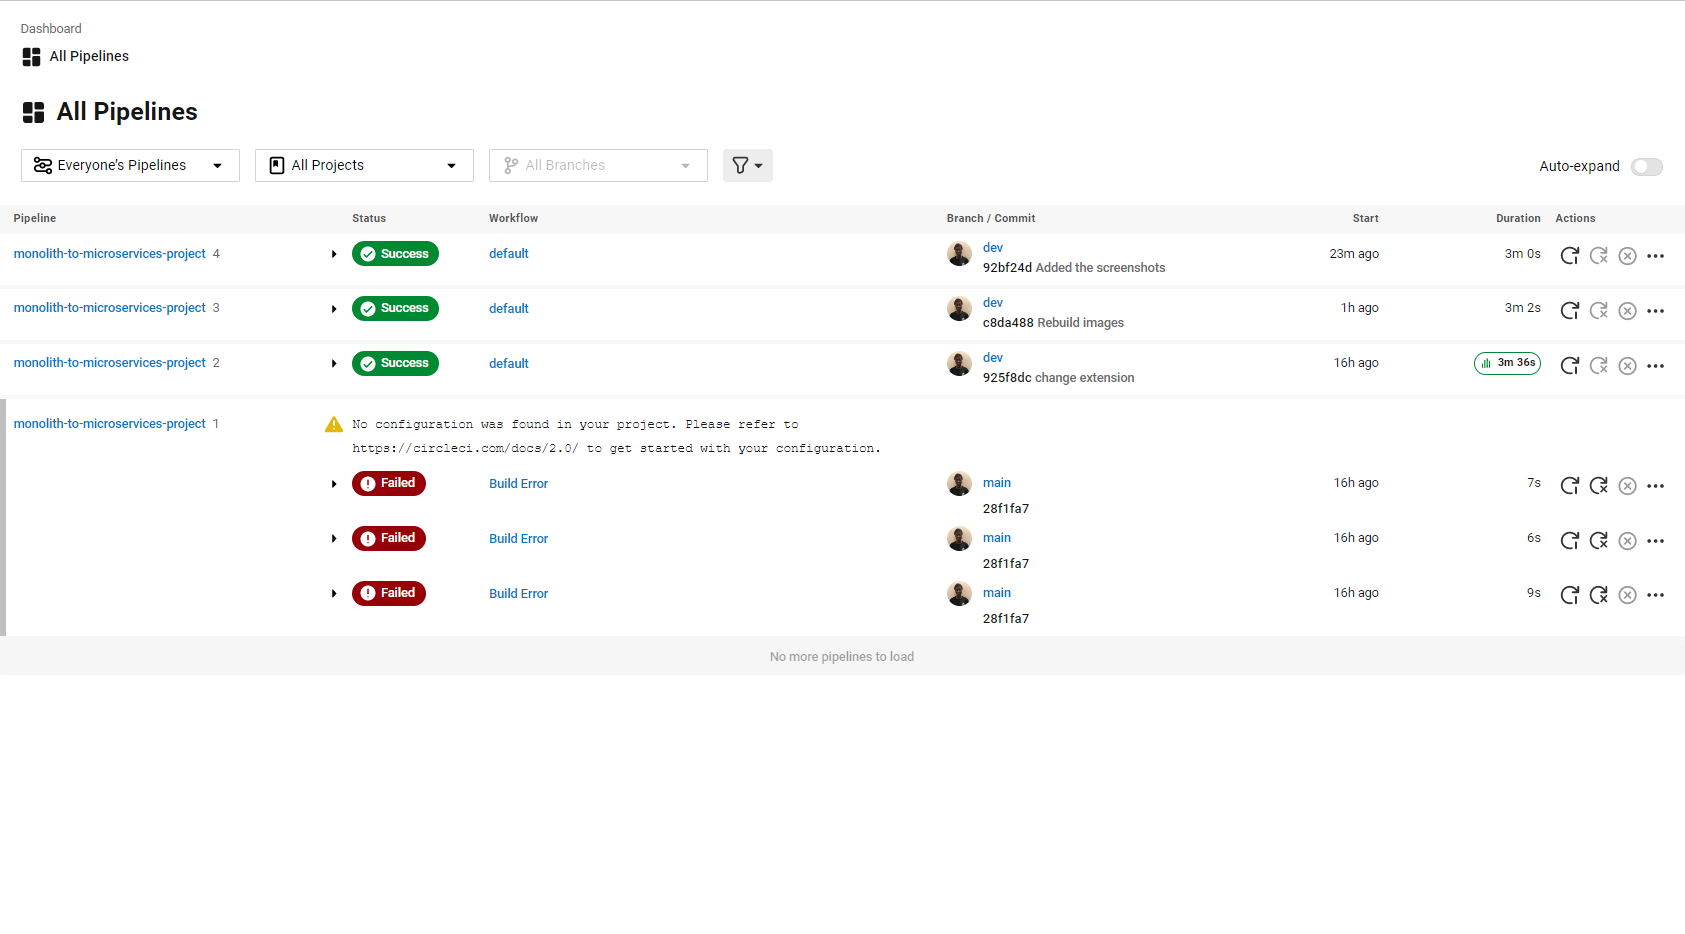 Dashboard
All Pipelines
All Pipelines
Everyone's Pipelines
All Projects
All Branches
Auto-expand
Pipeline Status Workflow Branch / Commit Start Duration Actions
monolith-to-microservices-project 4 Success default dev 23m ago 3m 0s
92bf24d Added the screenshots
monolith-to-microservices-project 3 Success default dev 1h ago 3m 2s
c8da488 Rebuild images
monolith-to-microservices-project 2 Success default dev 16h ago 3m 36s
925f8dc change extension
monolith-to-microservices-project 1 No configuration was found in your project. Please refer to
https://circleci.com/docs/2.0/ to get started with your configuration.
Failed Build Error main 16h ago 7s
28f1fa7
Failed Build Error main 16h ago 6s
28f1fa7
Failed Build Error main 16h ago 9s
28f1fa7
No more pipelines to load